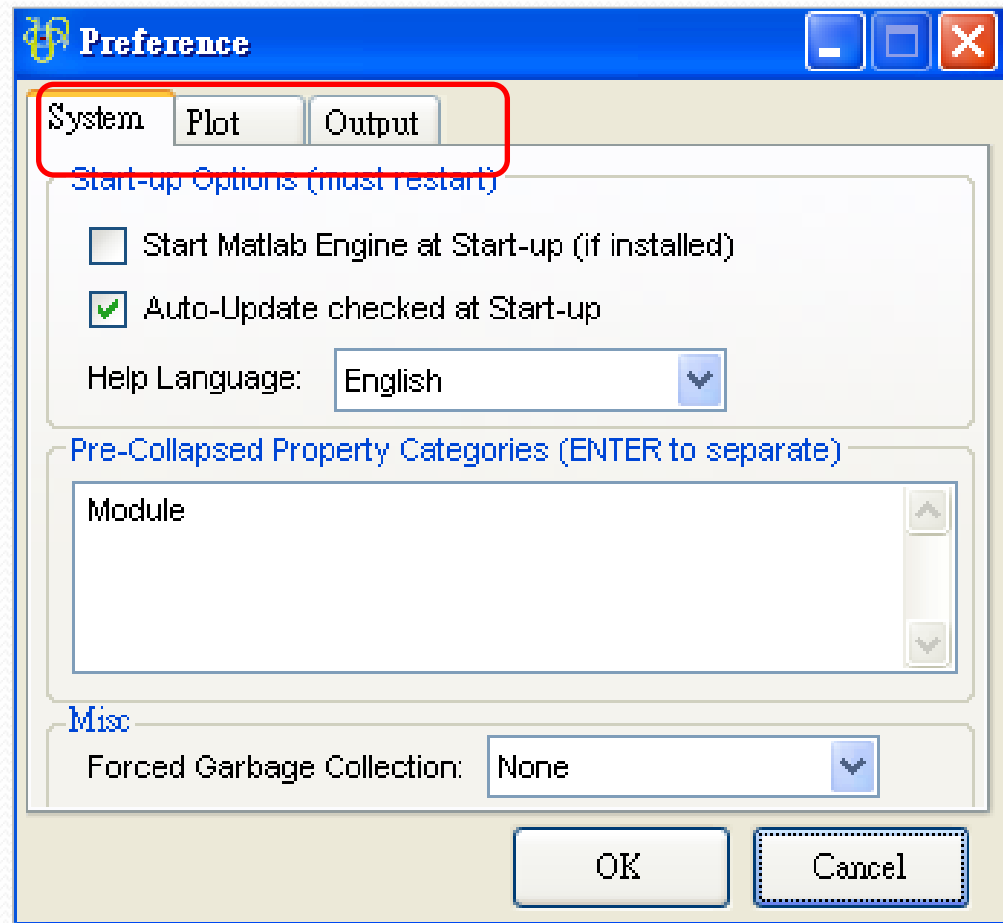 Preference
System Plot Output
Start-up Options (must restart)
Start Matlab Engine at Start-up (if installed)
Auto-Update checked at Start-up
Help Language: English
Pre-Collapsed Property Categories (ENTER to separate)
Module
Misc
Forced Garbage Collection: None
OK Cancel